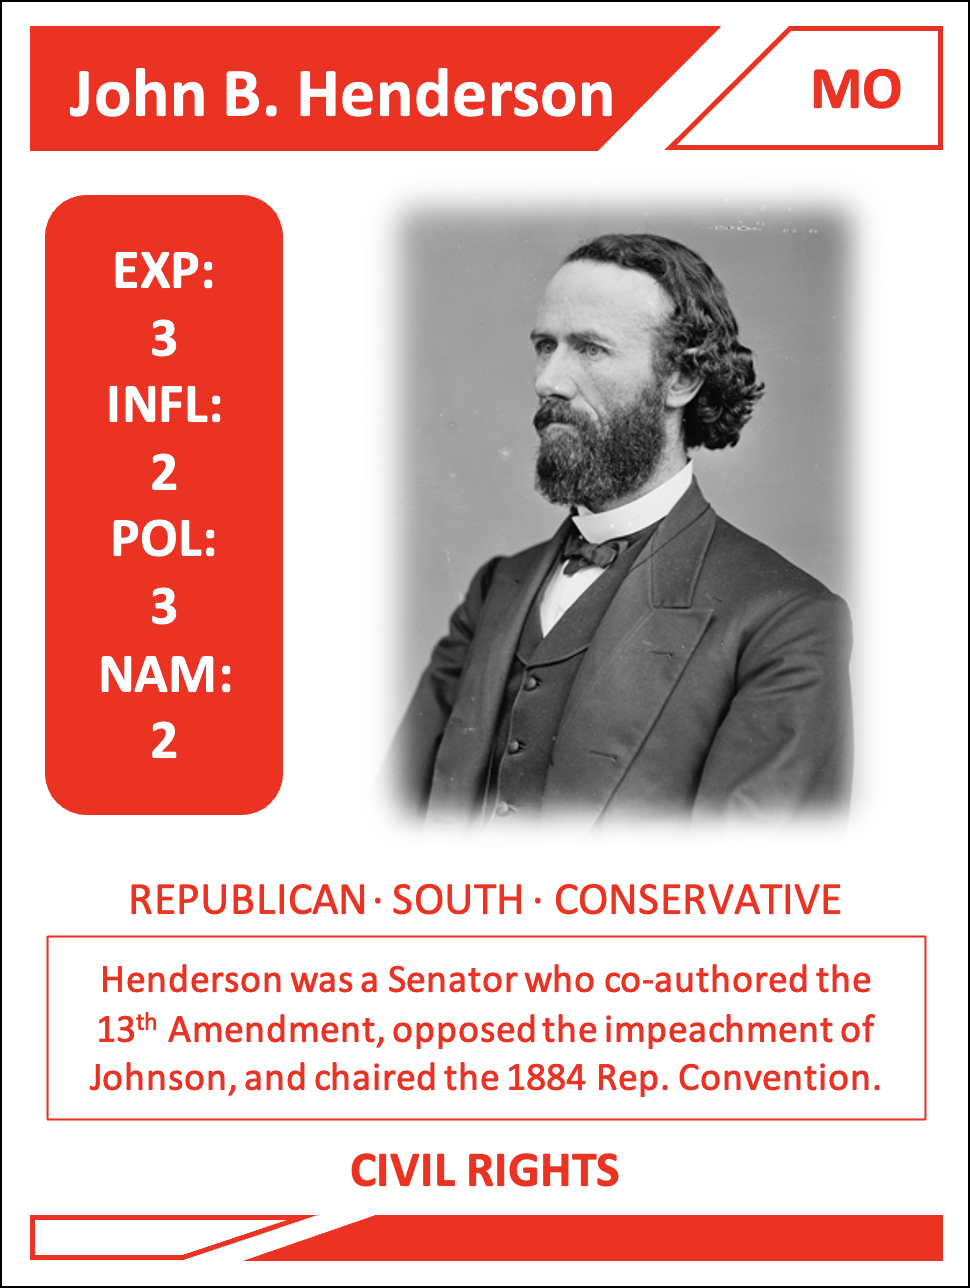 John B. Henderson
MO
EXP:
3
INFL:
2
POL:
3
NAM:
2
REPUBLICAN · SOUTH · CONSERVATIVE
Henderson was a Senator who co-authored the
13th Amendment, opposed the impeachment of
Johnson, and chaired the 1884 Rep. Convention.
CIVIL RIGHTS